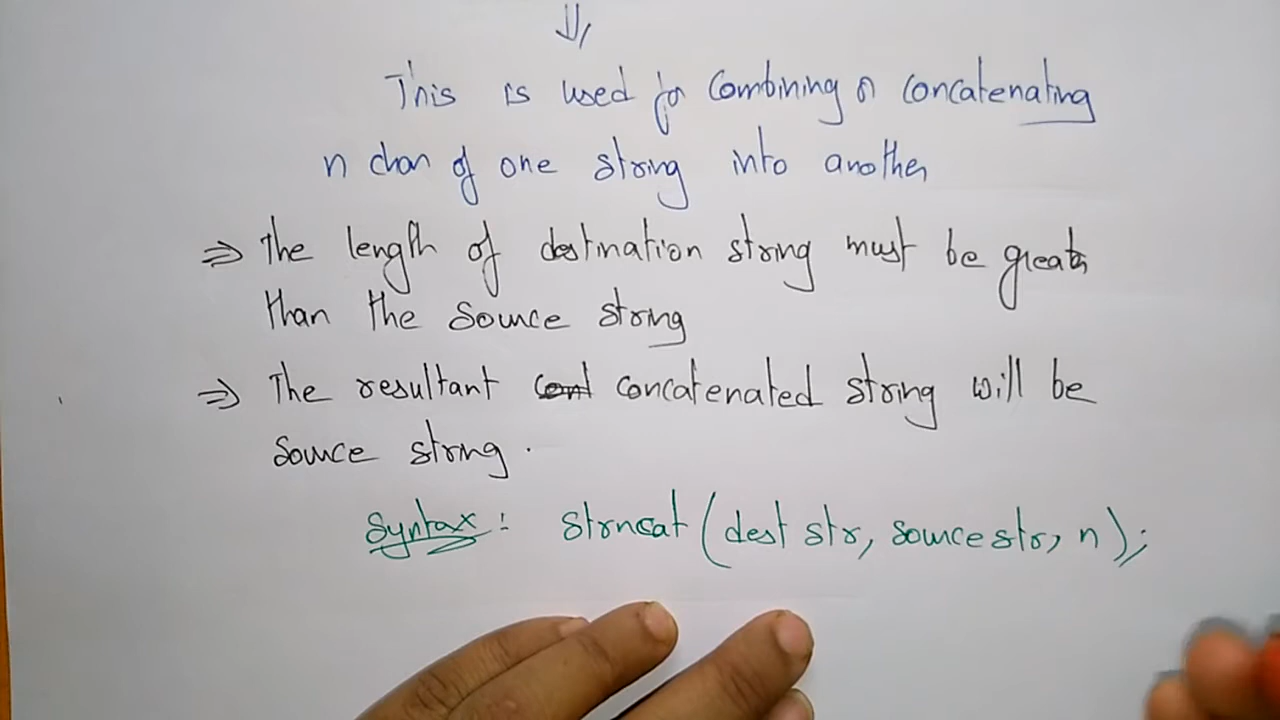 This is used for combining or concatenating
n char of one string into another
⇒ The length of destination string must be greater
than the source string
⇒ The resultant concatenated string will be
source string.
Syntax: strncat(dest str, source str, n);